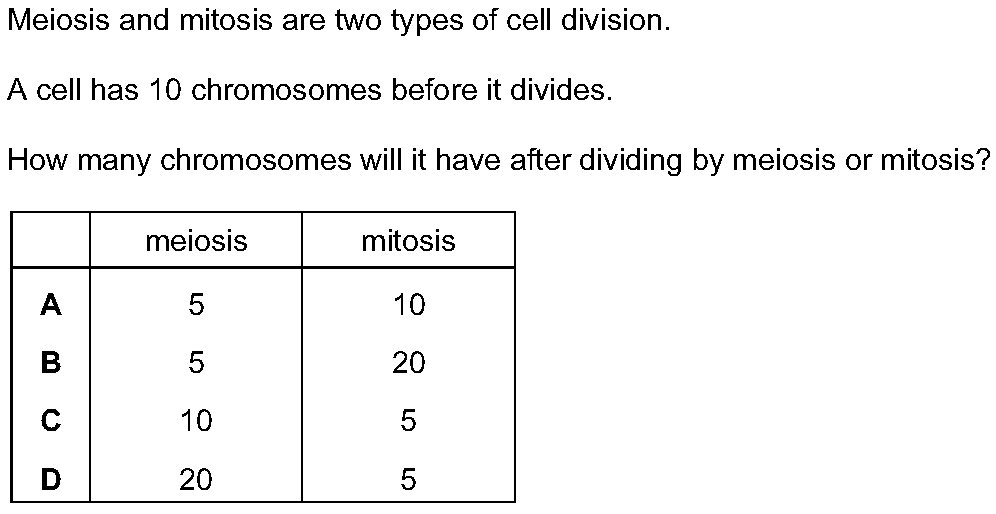 Meiosis and mitosis are two types of cell division.
A cell has 10 chromosomes before it divides.
How many chromosomes will it have after dividing by meiosis or mitosis?
meiosis mitosis
A 5 10
B 5 20
C 10 5
D 20 5